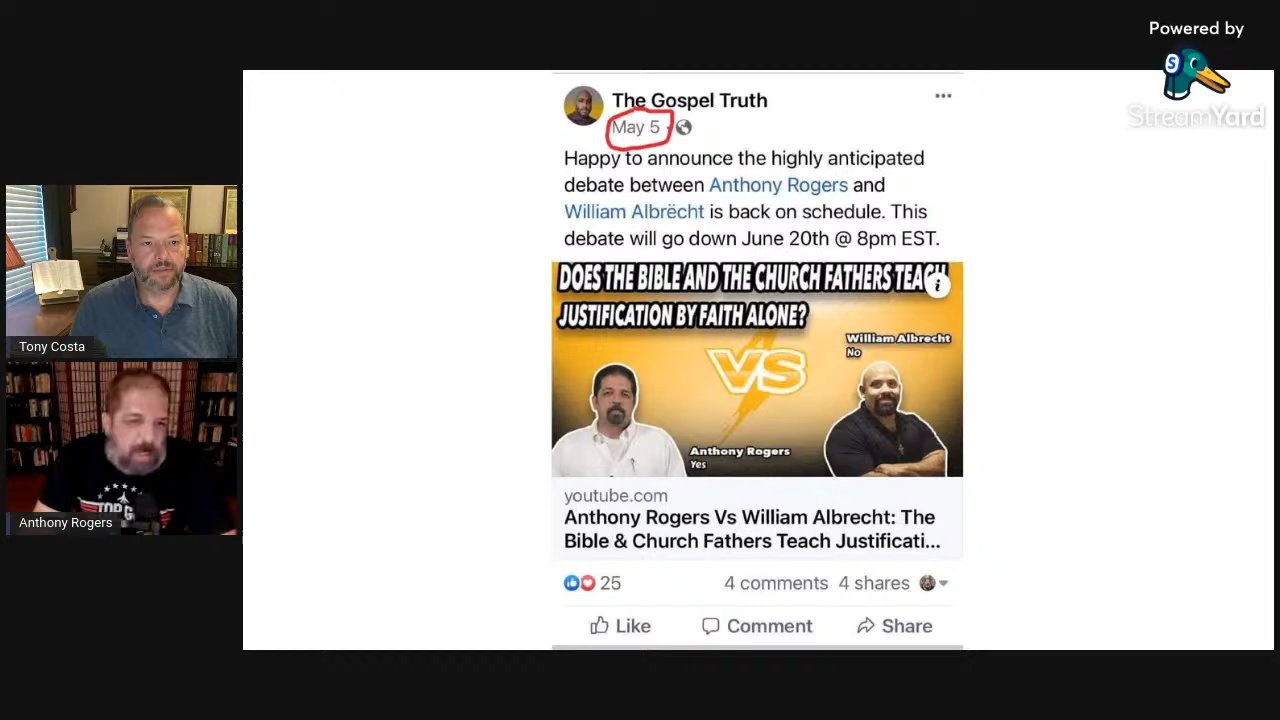 Powered by
S
StreamYard
The Gospel Truth
May 5
Happy to announce the highly anticipated
debate between Anthony Rogers and
William Albrëcht is back on schedule. This
debate will go down June 20th @ 8pm EST.
DOES THE BIBLE AND THE CHURCH FATHERS TEACH
i
JUSTIFICATION BY FAITH ALONE?
VS
William Albrecht
No
Anthony Rogers
Yes
youtube.com
Anthony Rogers Vs William Albrecht: The
Bible & Church Fathers Teach Justificati...
25
4 comments 4 shares
Like Comment Share
Tony Costa
TOP G
Anthony Rogers